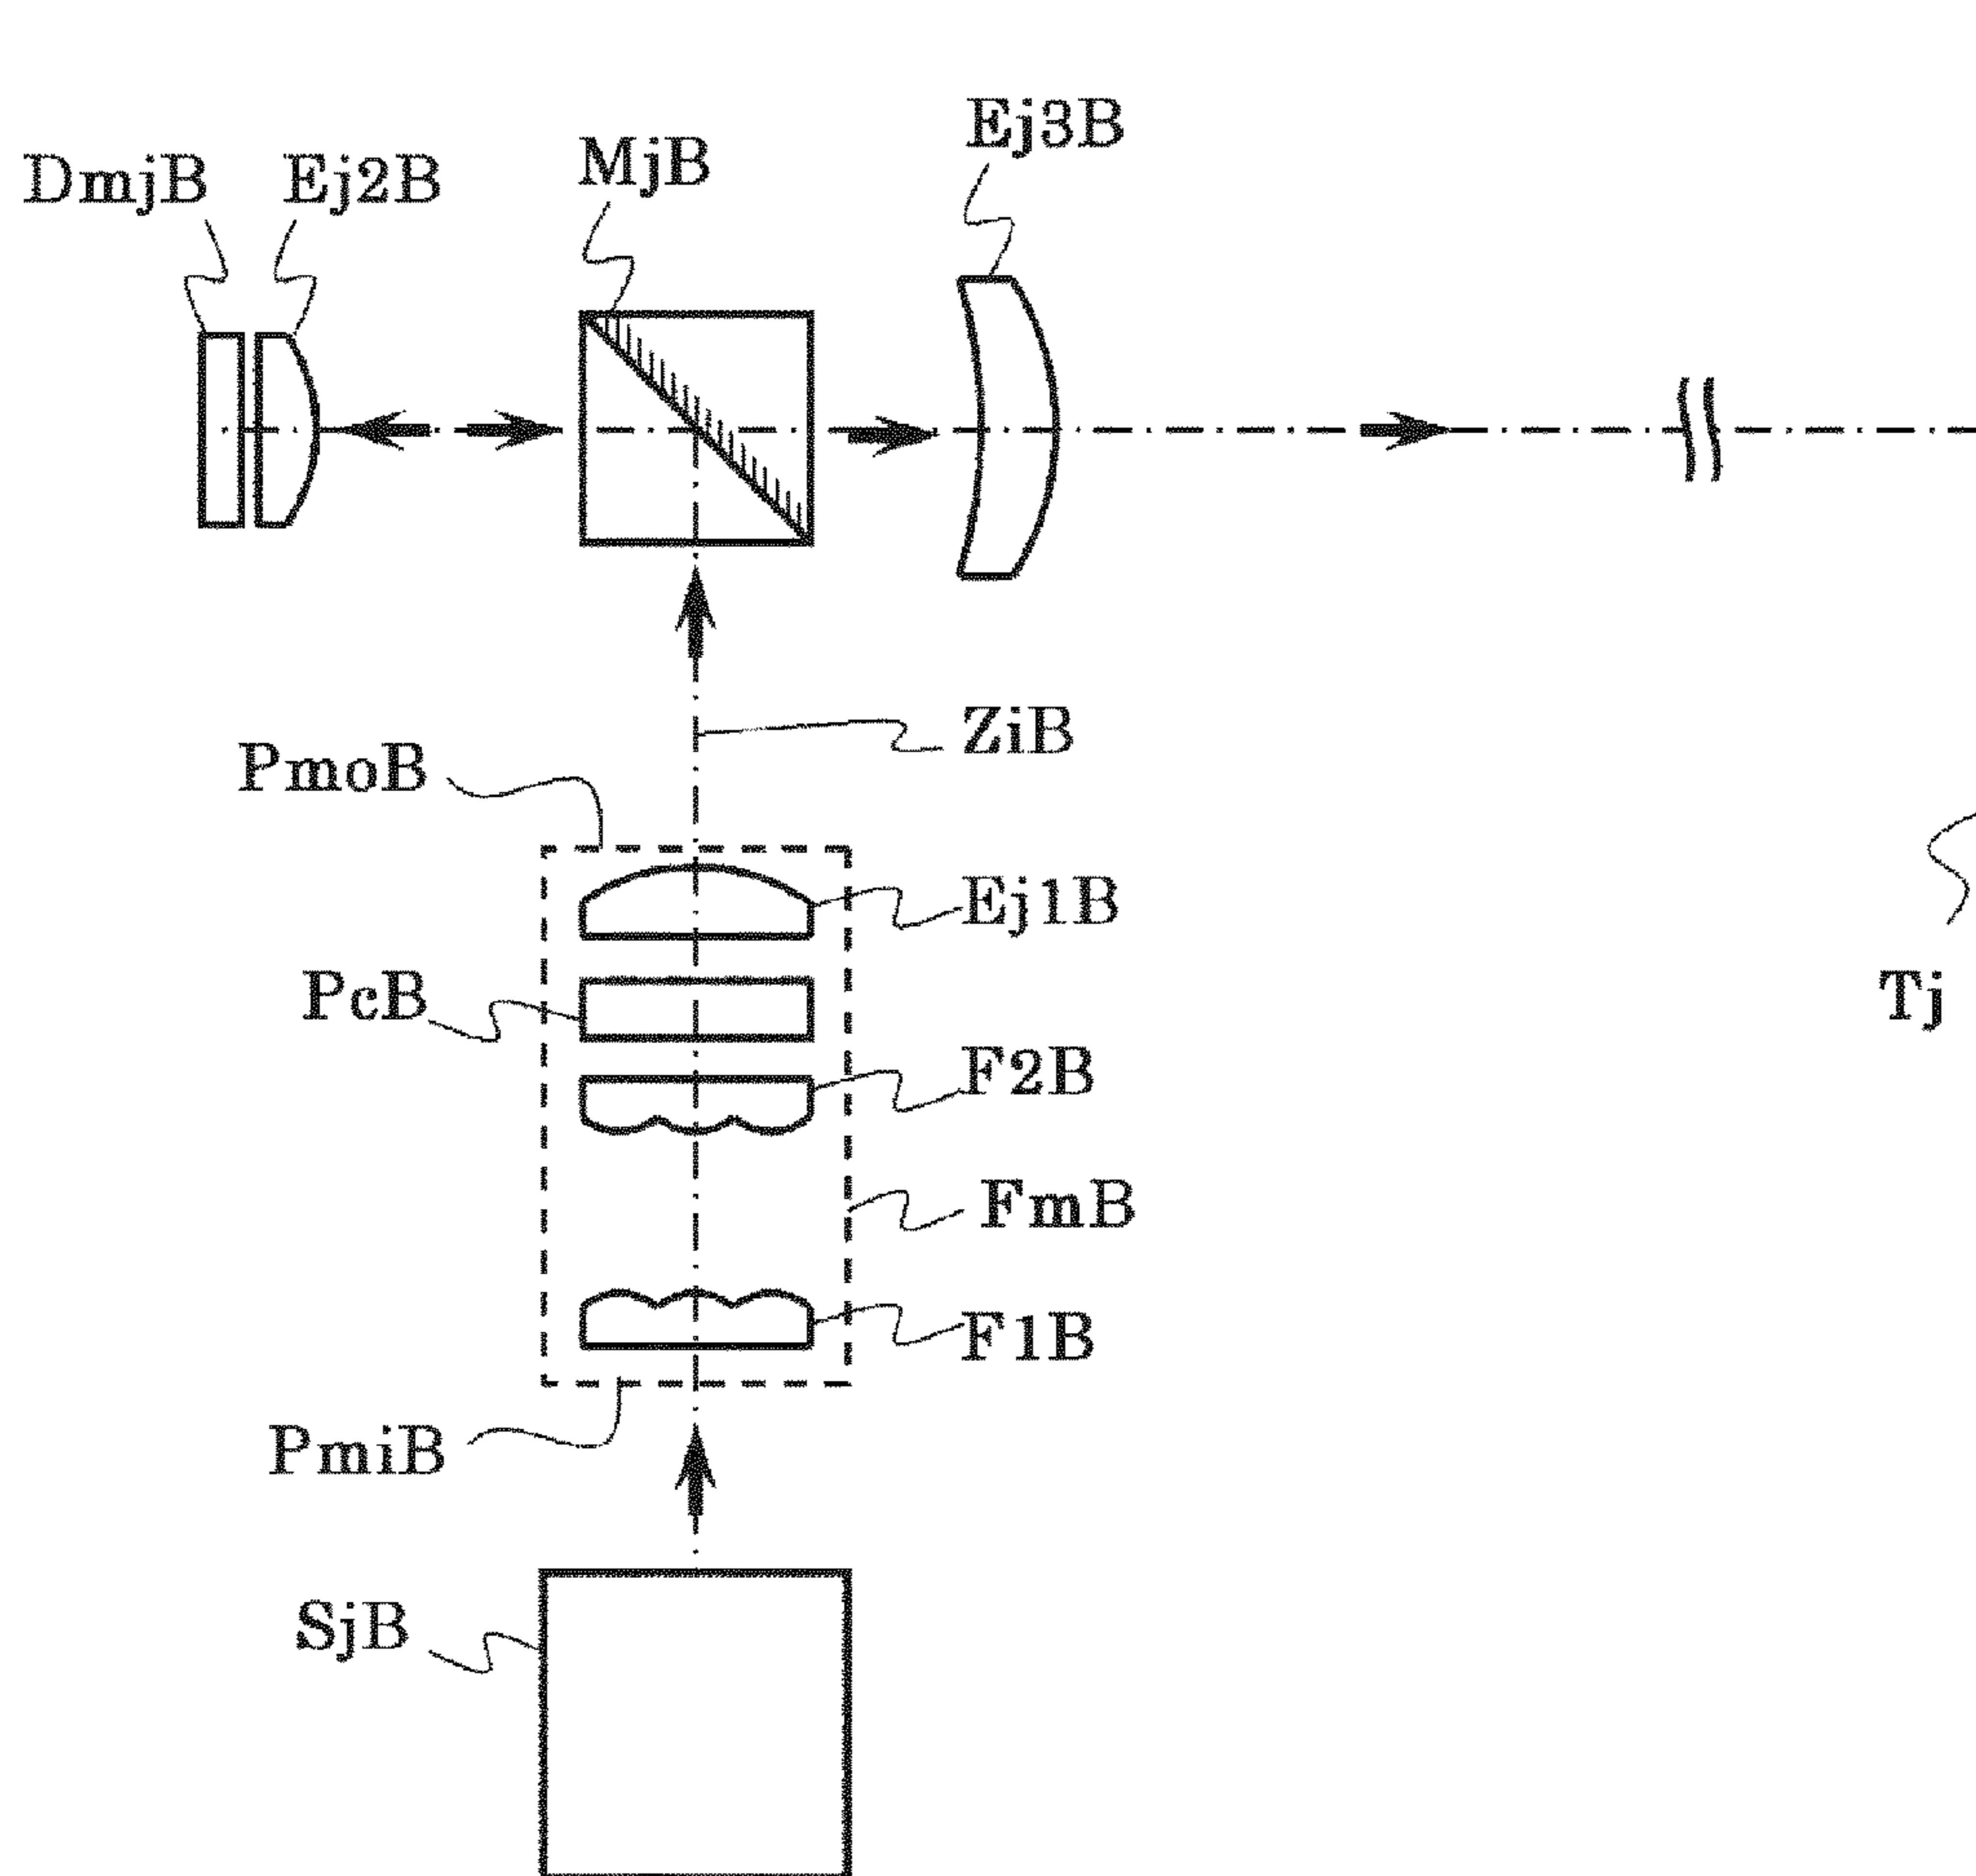 Ej3B
MjB
DmjB
Ej2B
ZiB
PmoB
Ej1B
PcB
Tj
F2B
FmB
F1B
PmiB
SjB